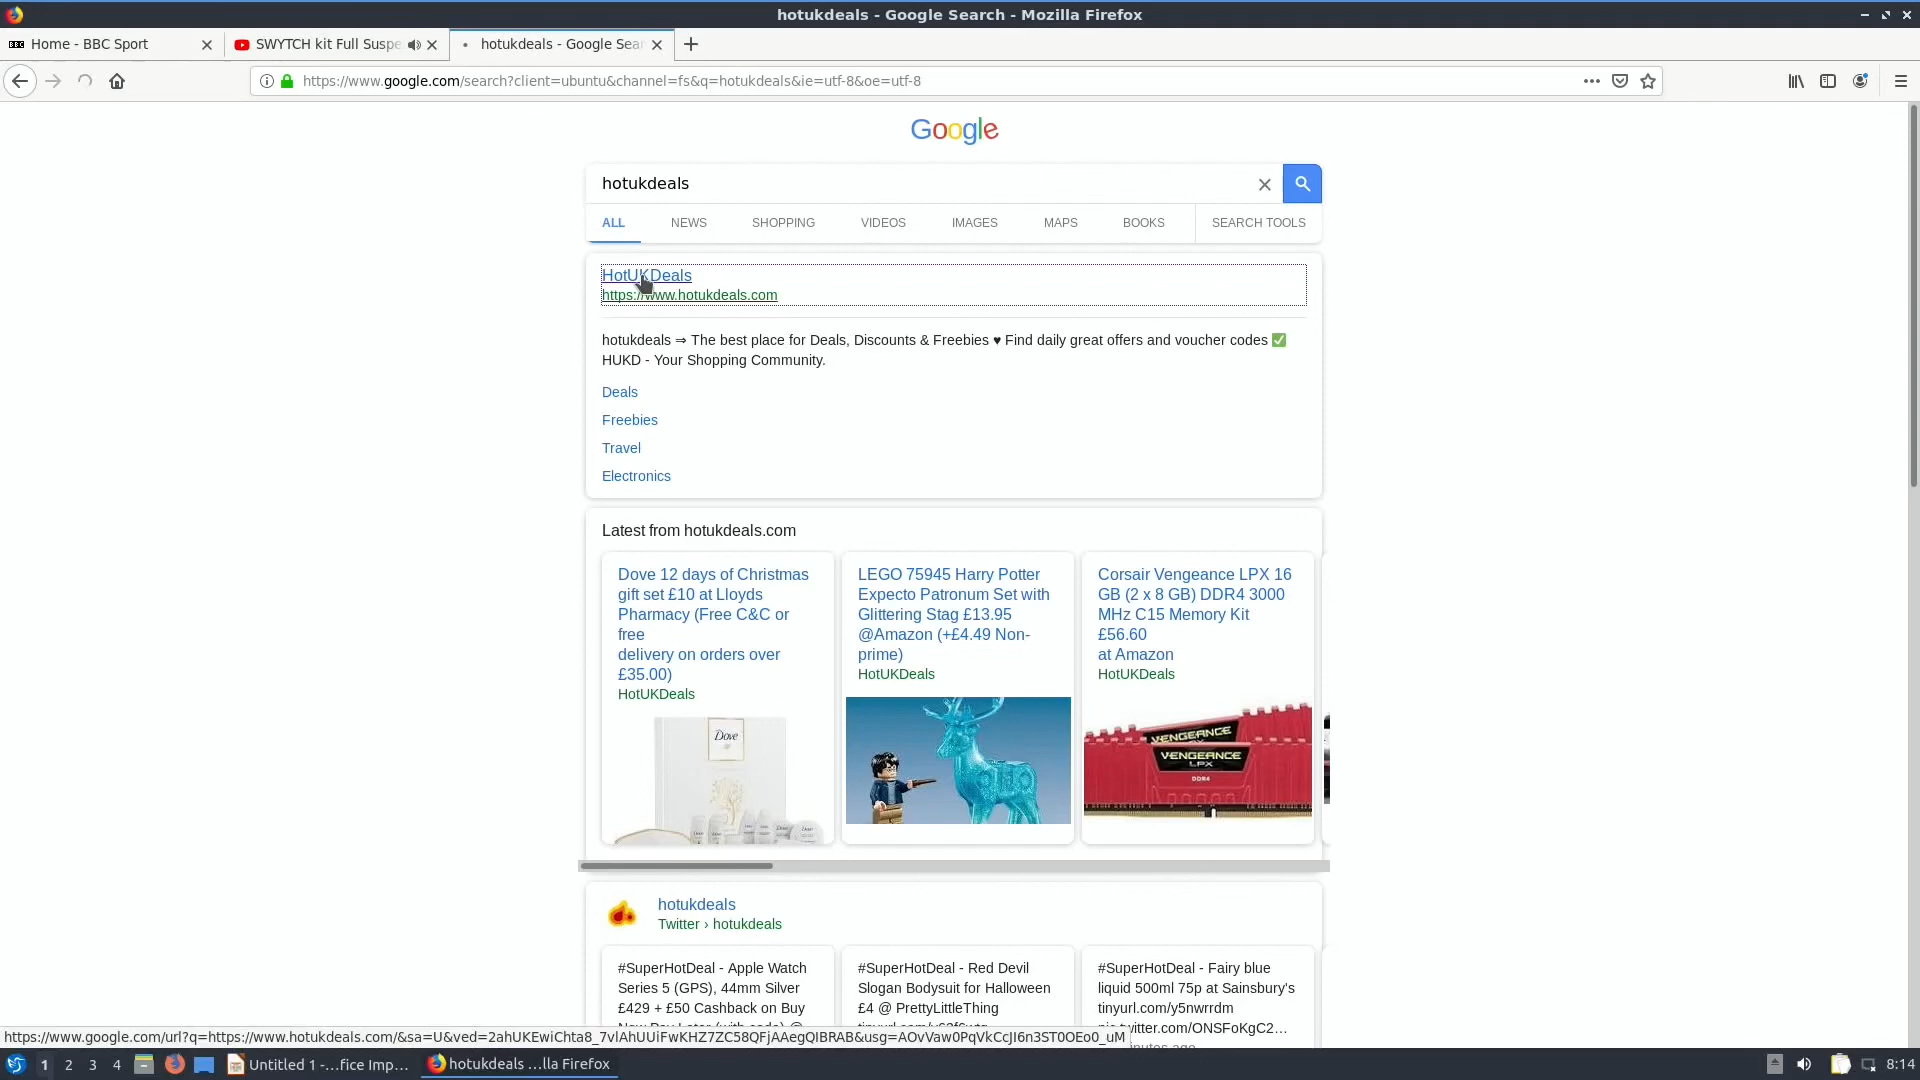 hotukdeals - Google Search - Mozilla Firefox
BBC Home - BBC Sport
SWYTCH kit Full Suspe
hotukdeals - Google Sear
https://www.google.com/search?client=ubuntu&channel=fs&q=hotukdeals&ie=utf-8&oe=utf-8
Google
hotukdeals
ALL NEWS SHOPPING VIDEOS IMAGES MAPS BOOKS SEARCH TOOLS
HotUKDeals
https://www.hotukdeals.com
hotukdeals ⇒ The best place for Deals, Discounts & Freebies ♥ Find daily great offers and voucher codes ✅
HUKD - Your Shopping Community.
Deals
Freebies
Travel
Electronics
Latest from hotukdeals.com
Dove 12 days of Christmas
gift set £10 at Lloyds
Pharmacy (Free C&C or
free
delivery on orders over
£35.00)
HotUKDeals
Dove
LEGO 75945 Harry Potter
Expecto Patronum Set with
Glittering Stag £13.95
@Amazon (+£4.49 Non-
prime)
HotUKDeals
Corsair Vengeance LPX 16
GB (2 x 8 GB) DDR4 3000
MHz C15 Memory Kit
£56.60
at Amazon
HotUKDeals
VENGEANCE
VENGEANCE
LPX
DDR4
hotukdeals
Twitter › hotukdeals
#SuperHotDeal - Apple Watch
Series 5 (GPS), 44mm Silver
£429 + £50 Cashback on Buy
#SuperHotDeal - Red Devil
Slogan Bodysuit for Halloween
£4 @ PrettyLittleThing
#SuperHotDeal - Fairy blue
liquid 500ml 75p at Sainsbury's
tinyurl.com/y5nwrrdm
twitter.com/ONSFoKgC2...
https://www.google.com/url?q=https://www.hotukdeals.com/&sa=U&ved=2ahUKEwiChta8_7vlAhUUiFwKHZ7ZC58QFjAAegQIBRAB&usg=AOvVaw0PqVkCcJI6n3ST0OEo0_uM
1 2 3 4 Untitled 1 -...fice Imp... hotukdeals ...lla Firefox 8:14